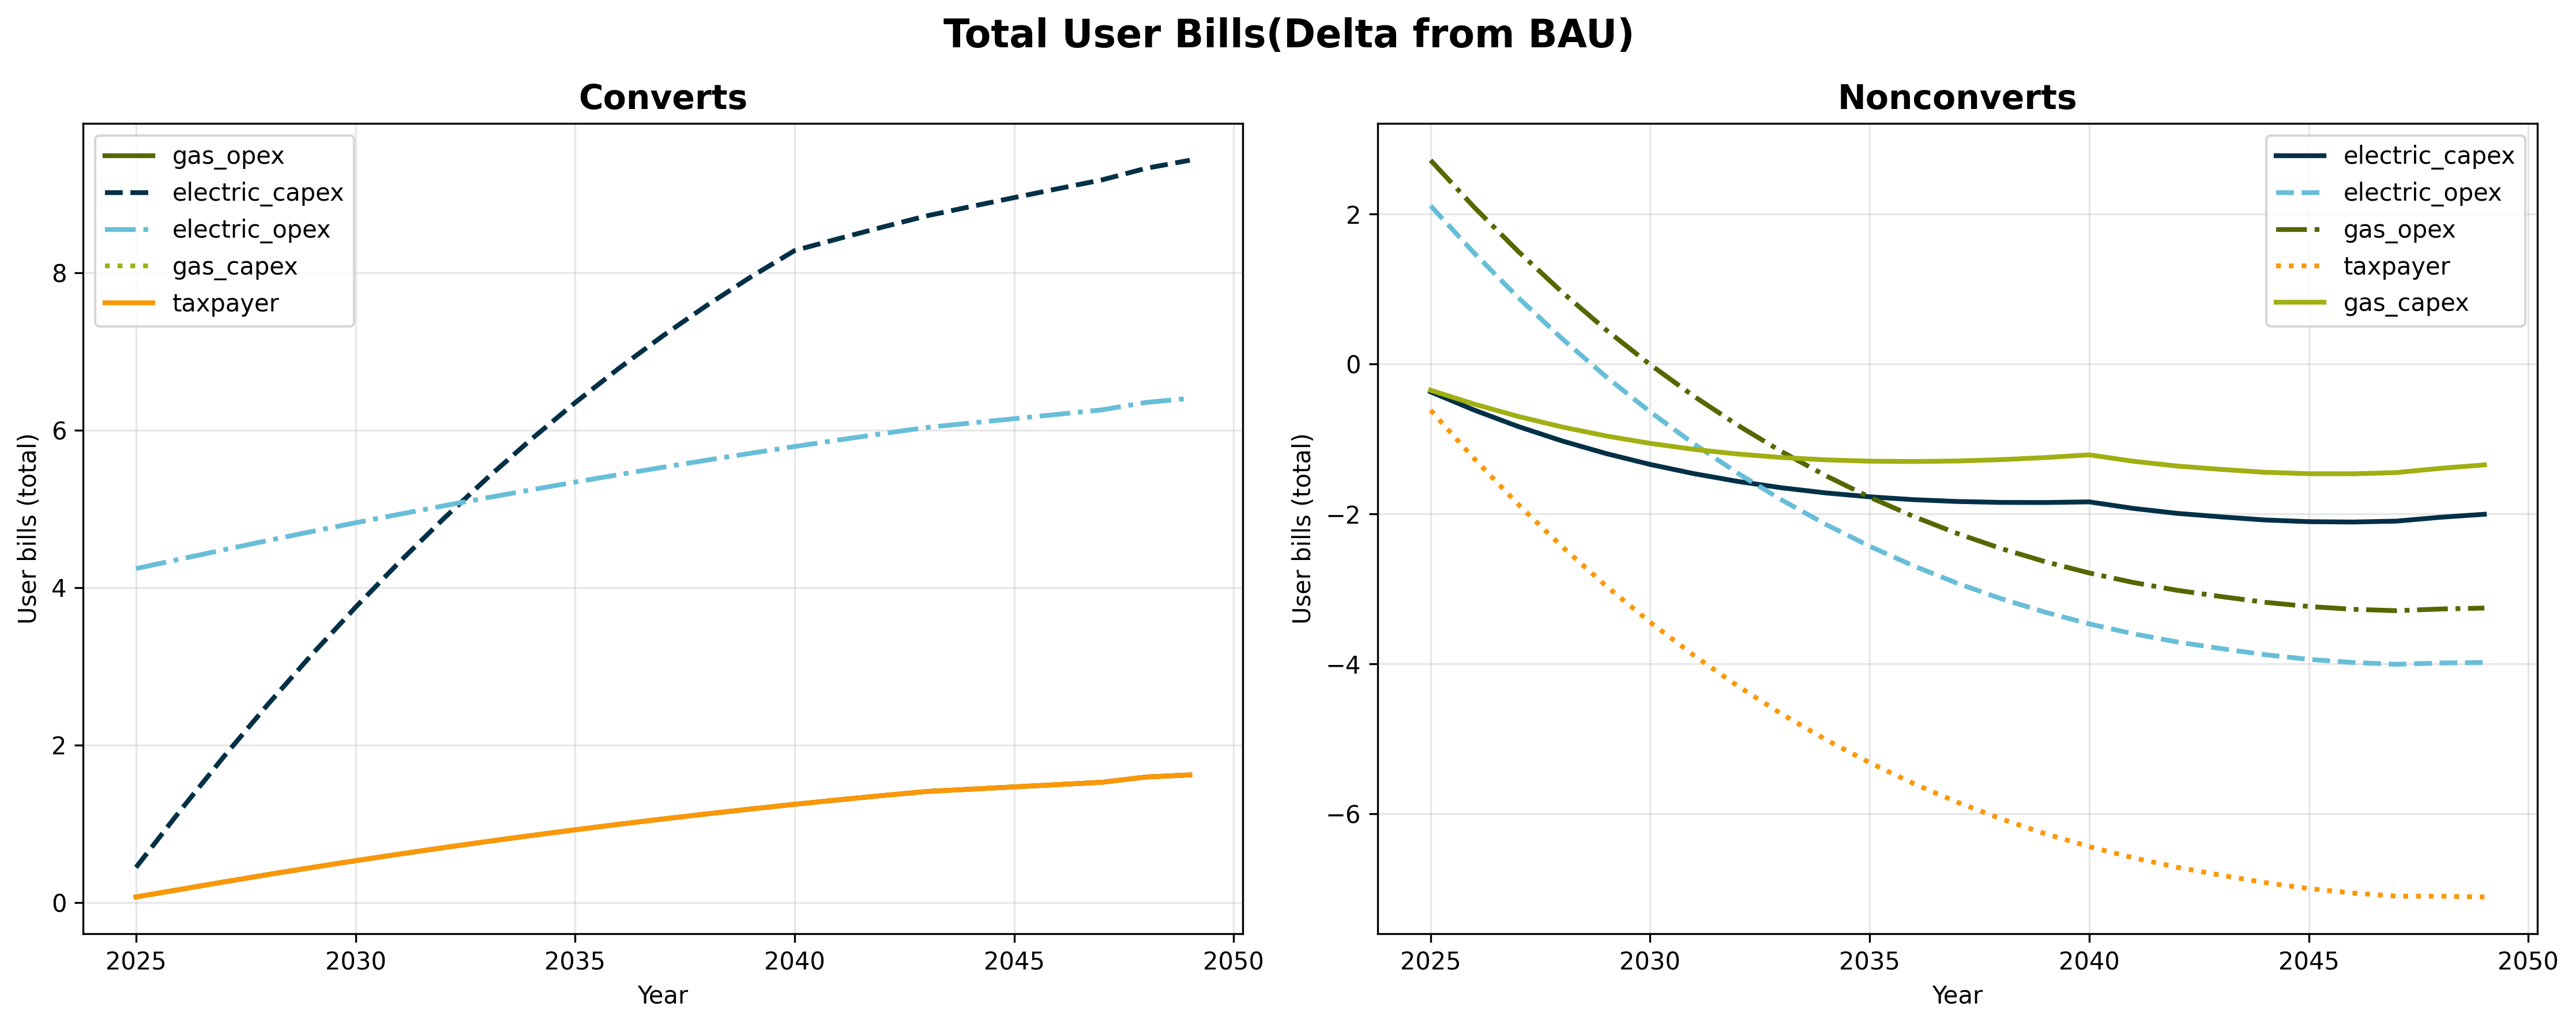 Total User Bills(Delta from BAU)
Converts
gas_opex
electric_capex
electric_opex
gas_capex
taxpayer
User bills (total)
8
6
4
2
0
2025 2030 2035 2040 2045 2050
Year
Nonconverts
electric_capex
electric_opex
gas_opex
taxpayer
gas_capex
User bills (total)
2
0
−2
−4
−6
2025 2030 2035 2040 2045 2050
Year